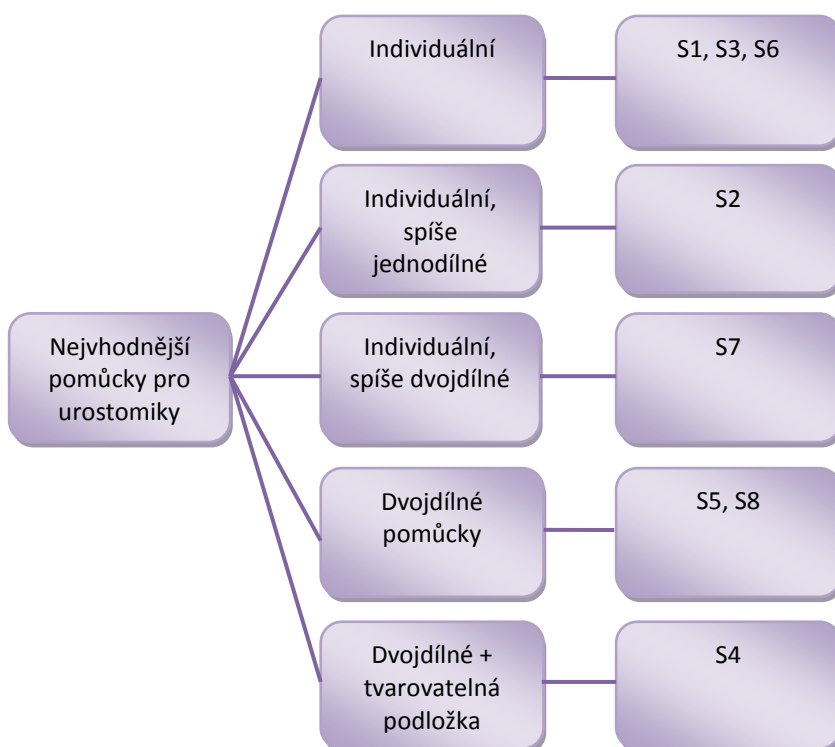 Individuální
S1, S3, S6
Individuální,
spíše
jednodílné
S2
Nejvhodnější
pomůcky pro
urostomiky
Individuální,
spíše dvojdílné
S7
Dvojdílné
pomůcky
S5, S8
Dvojdílné +
tvarovatelná
podložka
S4